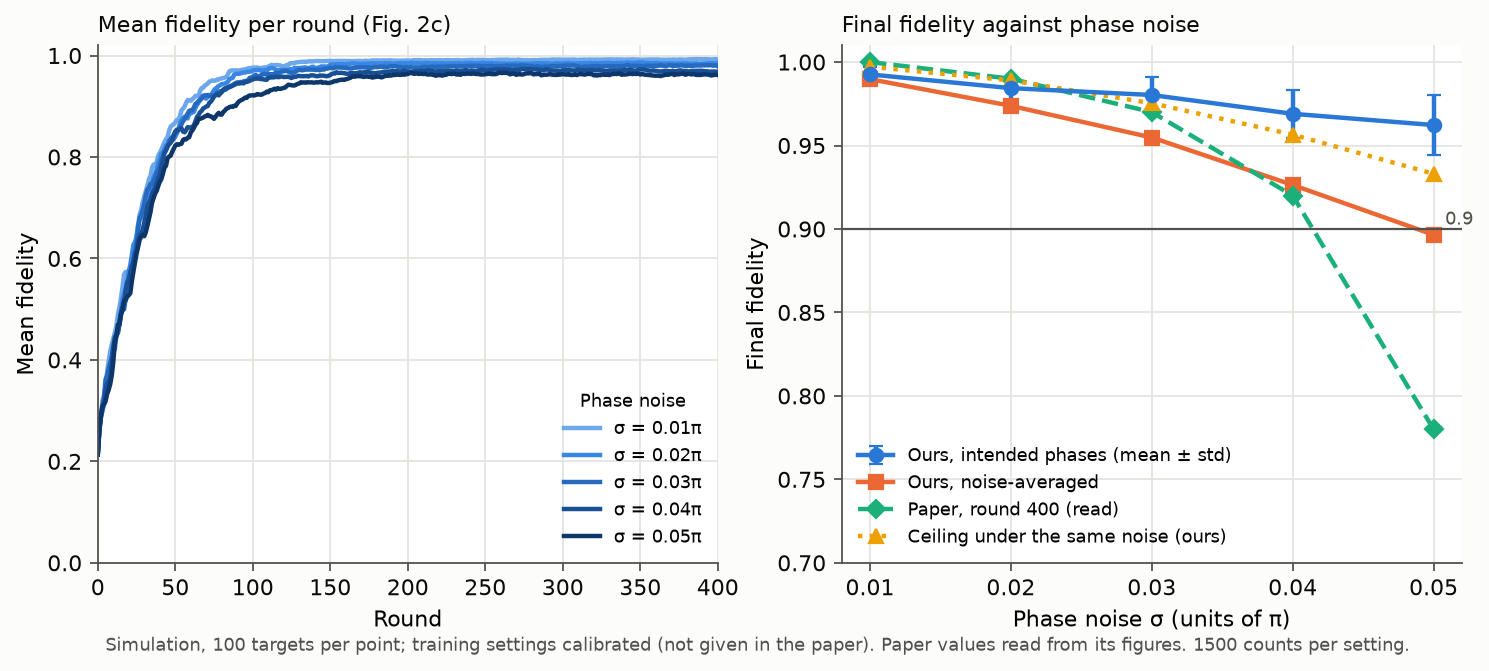 Mean fidelity per round (Fig. 2c)
1.0
0.8
0.6
0.4
0.2
0.0
Mean fidelity
0 50 100 150 200 250 300 350 400
Round
Phase noise
σ = 0.01π
σ = 0.02π
σ = 0.03π
σ = 0.04π
σ = 0.05π
Final fidelity against phase noise
1.00
0.95
0.90
0.85
0.80
0.75
0.70
Final fidelity
0.9
Ours, intended phases (mean ± std)
Ours, noise-averaged
Paper, round 400 (read)
Ceiling under the same noise (ours)
0.01 0.02 0.03 0.04 0.05
Phase noise σ (units of π)
Simulation, 100 targets per point; training settings calibrated (not given in the paper). Paper values read from its figures. 1500 counts per setting.